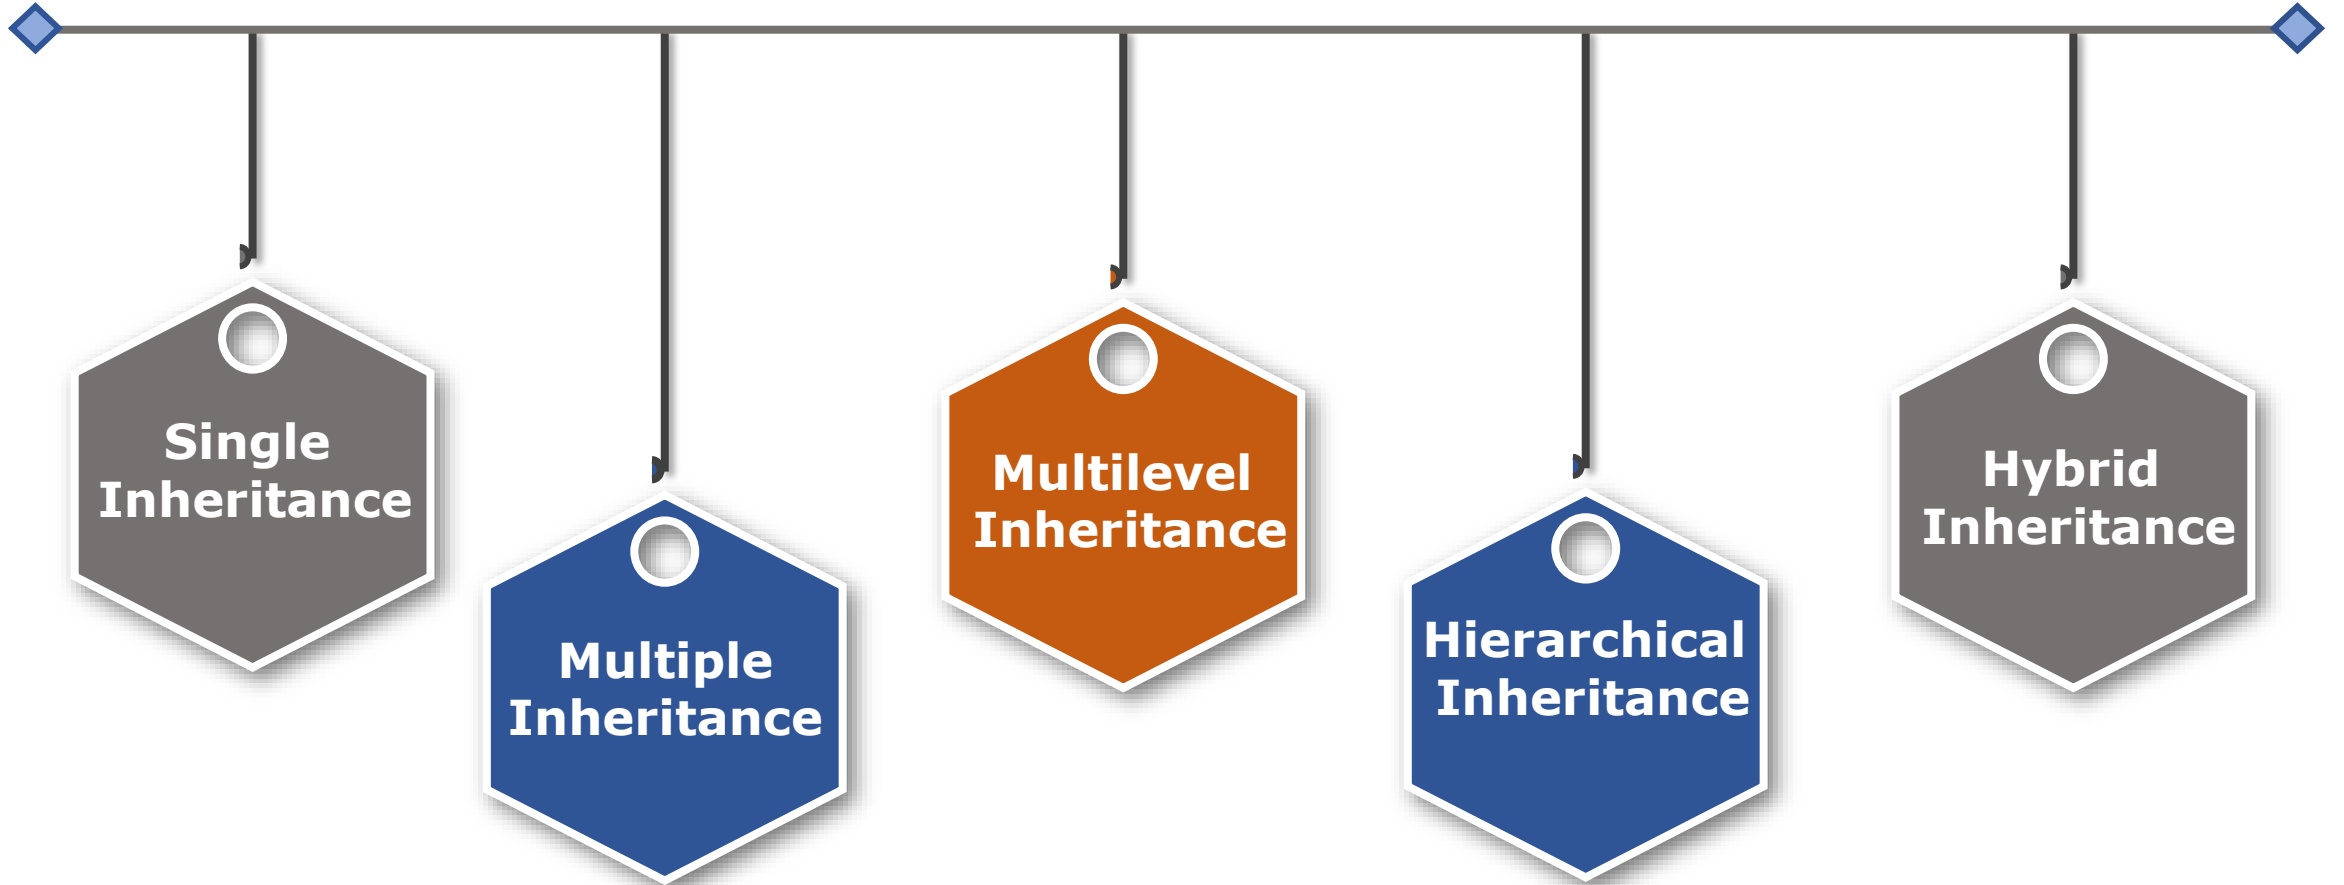 Single
Inheritance
Multiple
Inheritance
Multilevel
Inheritance
Hierarchical
Inheritance
Hybrid
Inheritance